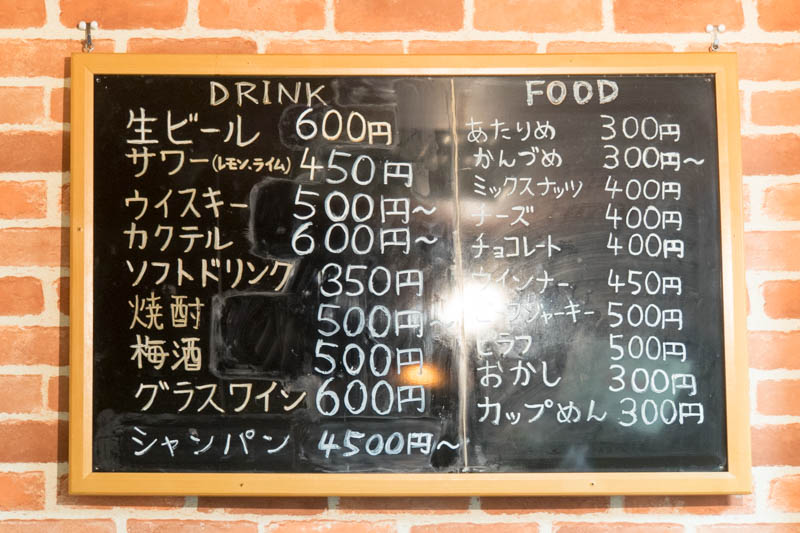 DRINK
生ビール 600円
サワー(レモン、ライム) 450円
ウイスキー 500円~
カクテル 600円~
ソフトドリンク 350円
焼酎 500円~
梅酒 500円
グラスワイン 600円
シャンパン 4500円~
FOOD
あたりめ 300円
かんづめ 300円~
ミックスナッツ 400円
チーズ 400円
チョコレート 400円
ウインナー 450円
ビーフジャーキー 500円
ピラフ 500円
おかし 300円
カップめん 300円